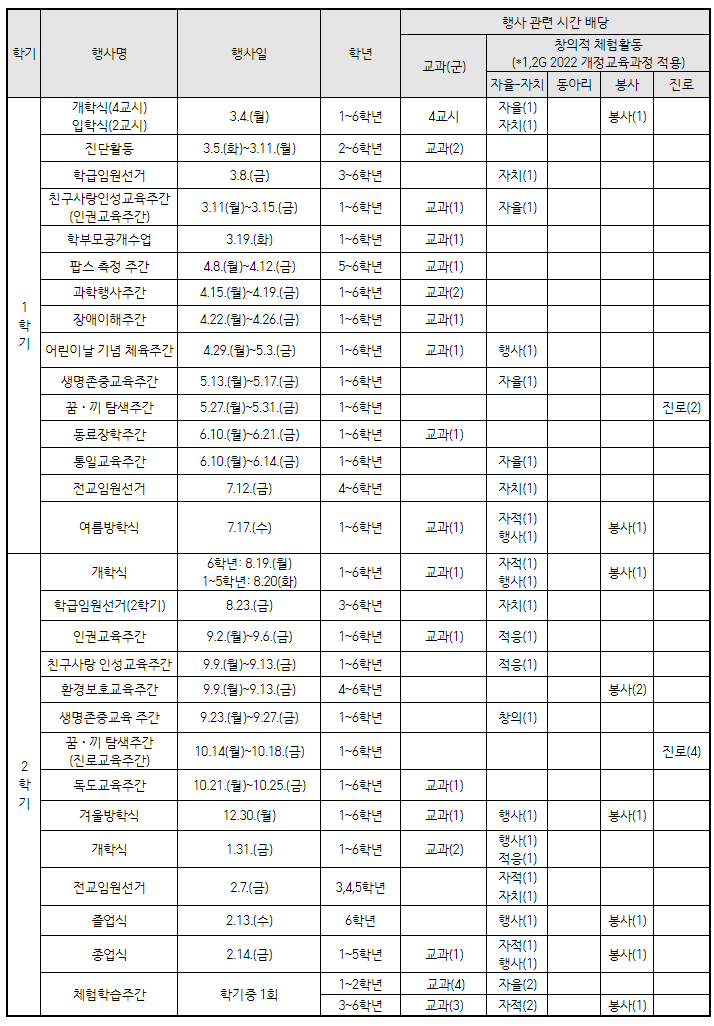 학기 행사명 행사일 학년 행사 관련 시간 배당
교과(군) 창의적 체험활동
(*1,2G 2022 개정교육과정 적용)
자율-자치 동아리 봉사 진로
1
학
기
개학식(4교시)
입학식(2교시) 3.4.(월) 1~6학년 4교시 자율(1)
자치(1) 봉사(1)
진단활동 3.5.(화)~3.11.(월) 2~6학년 교과(2)
학급임원선거 3.8.(금) 3~6학년 자치(1)
친구사랑인성교육주간
(인권교육주간) 3.11(월)~3.15.(금) 1~6학년 교과(1) 자율(1)
학부모공개수업 3.19.(화) 1~6학년 교과(1)
팝스 측정 주간 4.8.(월)~4.12.(금) 5~6학년 교과(1)
과학행사주간 4.15.(월)~4.19.(금) 1~6학년 교과(2)
장애이해주간 4.22.(월)~4.26.(금) 1~6학년 교과(1)
어린이날 기념 체육주간 4.29.(월)~5.3.(금) 1~6학년 교과(1) 행사(1)
생명존중교육주간 5.13.(월)~5.17.(금) 1~6학년 자율(1)
꿈·끼 탐색주간 5.27.(월)~5.31.(금) 1~6학년 진로(2)
동료장학주간 6.10.(월)~6.21.(금) 1~6학년 교과(1)
통일교육주간 6.10.(월)~6.14.(금) 1~6학년 자율(1)
전교임원선거 7.12.(금) 4~6학년 자치(1)
여름방학식 7.17.(수) 1~6학년 교과(1) 자적(1)
행사(1) 봉사(1)
2
학
기
개학식 6학년: 8.19.(월)
1~5학년: 8.20(화) 1~6학년 교과(1) 자적(1)
행사(1) 봉사(1)
학급임원선거(2학기) 8.23.(금) 3~6학년 자치(1)
인권교육주간 9.2.(월)~9.6.(금) 1~6학년 교과(1) 적응(1)
친구사랑 인성교육주간 9.9.(월)~9.13.(금) 1~6학년 적응(1)
환경보호교육주간 9.9.(월)~9.13.(금) 4~6학년 봉사(2)
생명존중교육 주간 9.23.(월)~9.27.(금) 1~6학년 창의(1)
꿈·끼 탐색주간
(진로교육주간) 10.14(월)~10.18.(금) 1~6학년 진로(4)
독도교육주간 10.21.(월)~10.25.(금) 1~6학년 교과(1)
겨울방학식 12.30.(월) 1~6학년 교과(1) 행사(1) 봉사(1)
개학식 1.31.(금) 1~6학년 교과(2) 행사(1)
적응(1)
전교임원선거 2.7.(금) 3,4,5학년 자적(1)
자치(1)
졸업식 2.13.(수) 6학년 행사(1) 봉사(1)
종업식 2.14.(금) 1~5학년 교과(1) 자적(1)
행사(1) 봉사(1)
체험학습주간 학기중 1회 1~2학년 교과(4) 자율(2)
3~6학년 교과(3) 자적(2) 봉사(1)